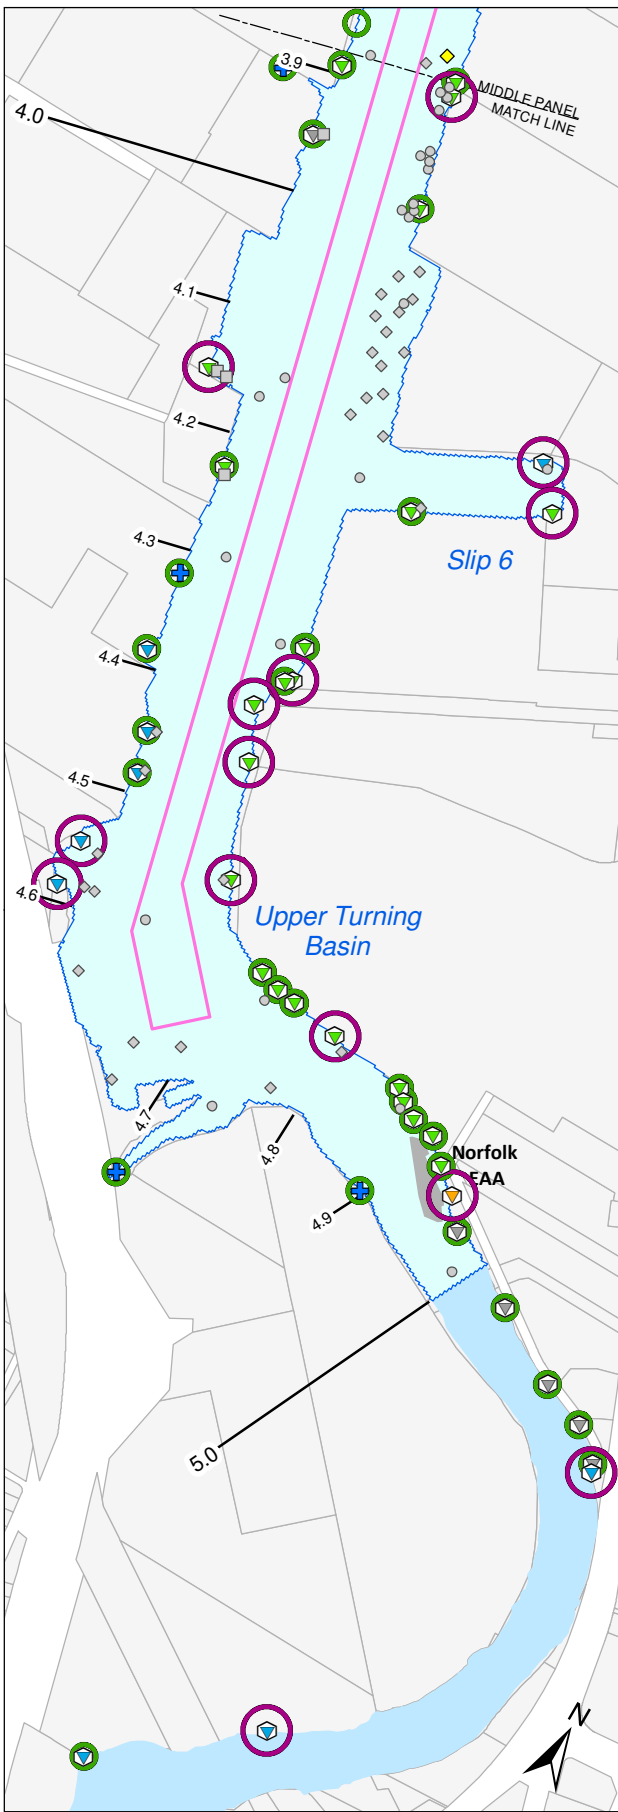 3.9
MIDDLE PANEL
MATCH LINE
4.0
4.1
4.2
4.3
Slip 6
4.4
4.5
4.6
Upper Turning
Basin
4.7
4.8
Norfolk
EAA
4.9
5.0
N